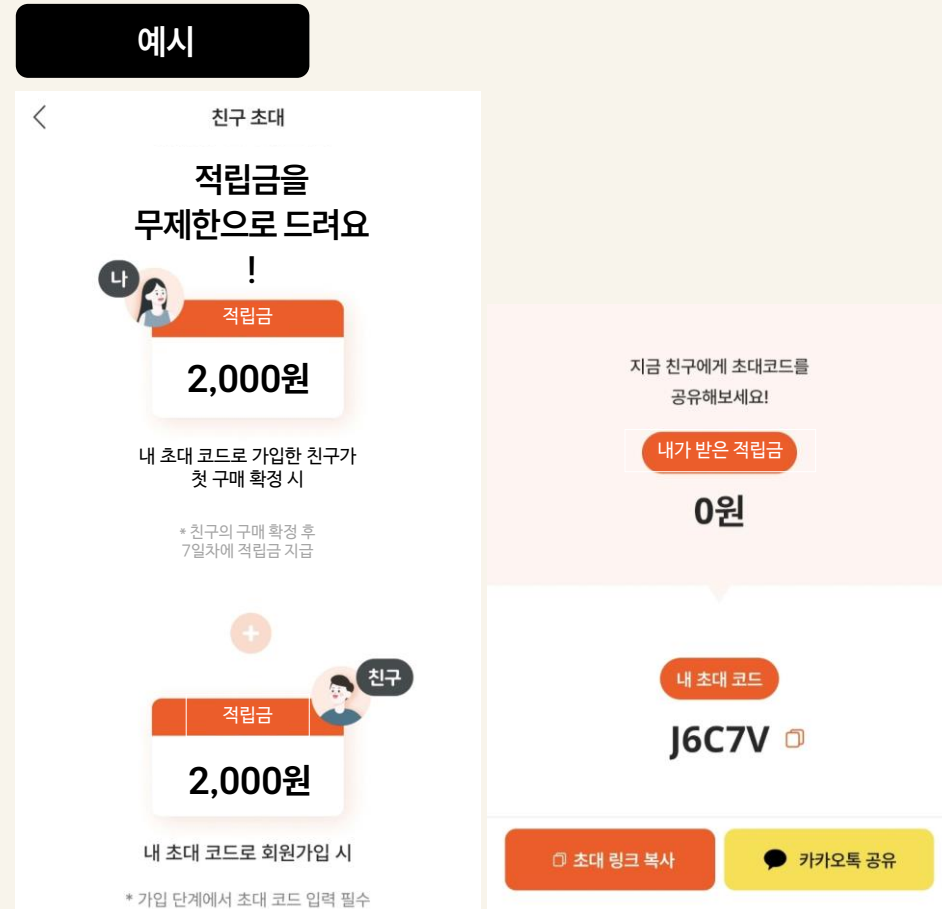 예시
친구 초대
적립금을
무제한으로 드려요
!
나
적립금
2,000원
내 초대 코드로 가입한 친구가
첫 구매 확정 시
* 친구의 구매 확정 후
7일차에 적립금 지급
친구
적립금
2,000원
내 초대 코드로 회원가입 시
* 가입 단계에서 초대 코드 입력 필수
지금 친구에게 초대코드를
공유해보세요!
내가 받은 적립금
0원
내 초대 코드
J6C7V
초대 링크 복사
카카오톡 공유